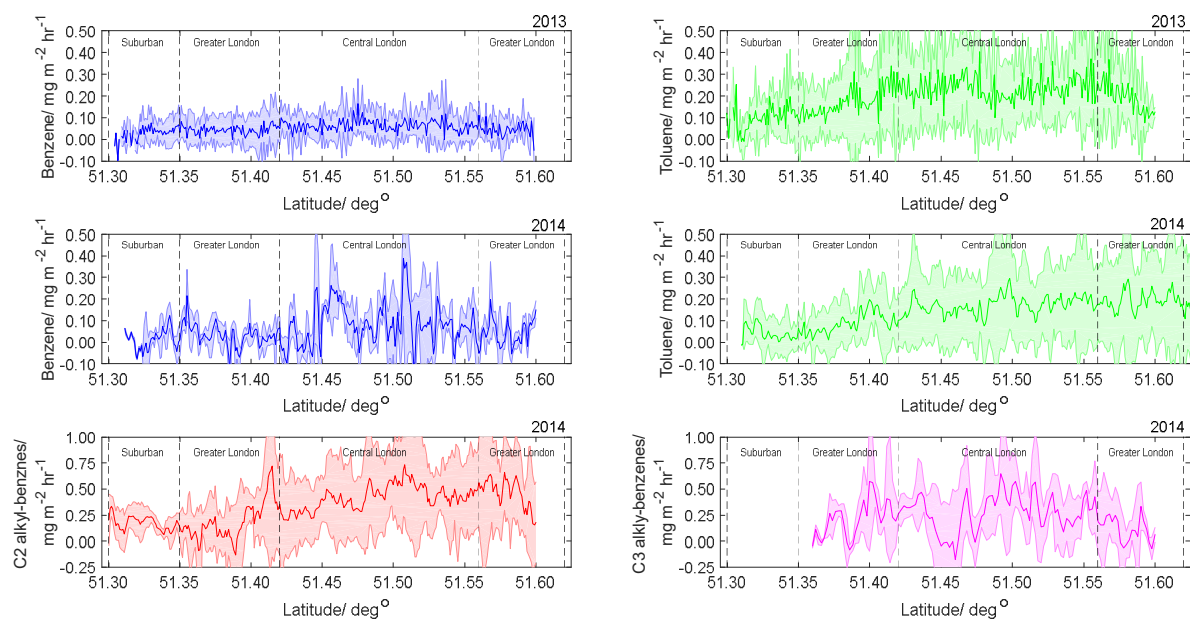 2013
0.50
0.40
0.30
0.20
0.10
0.00
-0.10
Benzene/ mg m⁻² hr⁻¹
Suburban Greater London Central London Greater London
51.30 51.35 51.40 51.45 51.50 51.55 51.60
Latitude/ deg°
2013
0.50
0.40
0.30
0.20
0.10
0.00
-0.10
Toluene/ mg m⁻² hr⁻¹
Suburban Greater London Central London Greater London
51.30 51.35 51.40 51.45 51.50 51.55 51.60
Latitude/ deg°
2014
0.50
0.40
0.30
0.20
0.10
0.00
-0.10
Benzene/ mg m⁻² hr⁻¹
Suburban Greater London Central London Greater London
51.30 51.35 51.40 51.45 51.50 51.55 51.60
Latitude/ deg°
2014
0.50
0.40
0.30
0.20
0.10
0.00
-0.10
Toluene/ mg m⁻² hr⁻¹
Suburban Greater London Central London Greater London
51.30 51.35 51.40 51.45 51.50 51.55 51.60
Latitude/ deg°
2014
1.00
0.75
0.50
0.25
0.00
-0.25
C2 alkyl-benznes/
mg m⁻² hr⁻¹
Suburban Greater London Central London Greater London
51.30 51.35 51.40 51.45 51.50 51.55 51.60
Latitude/ deg°
2014
1.00
0.75
0.50
0.25
0.00
-0.25
C3 alkly-benzenes/
mg m⁻² hr⁻¹
Suburban Greater London Central London Greater London
51.30 51.35 51.40 51.45 51.50 51.55 51.60
Latitude/ deg°